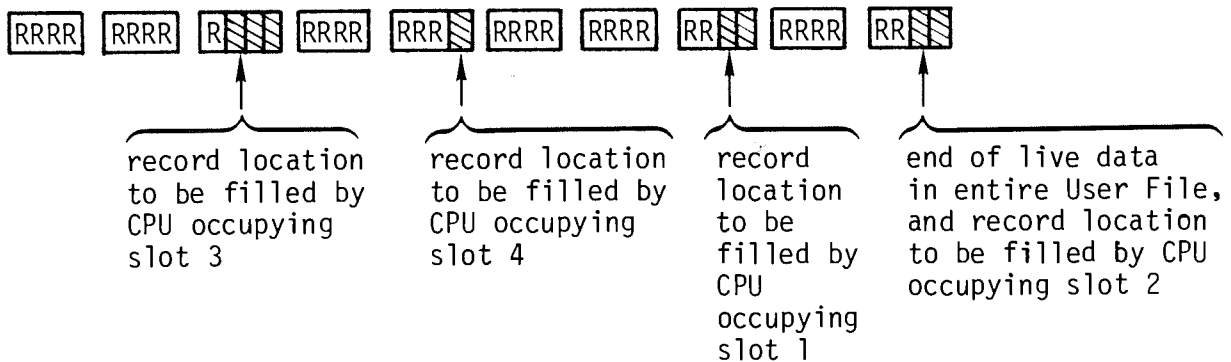 RRRR RRRR R RRRR RRR RRRR RRRR RR RRRR RR
record location
to be filled by
CPU occupying
slot 3
record location
to be filled by
CPU occupying
slot 4
record
location
to be
filled by
CPU
occupying
slot 1
end of live data
in entire User File,
and record location
to be filled by CPU
occupying slot 2